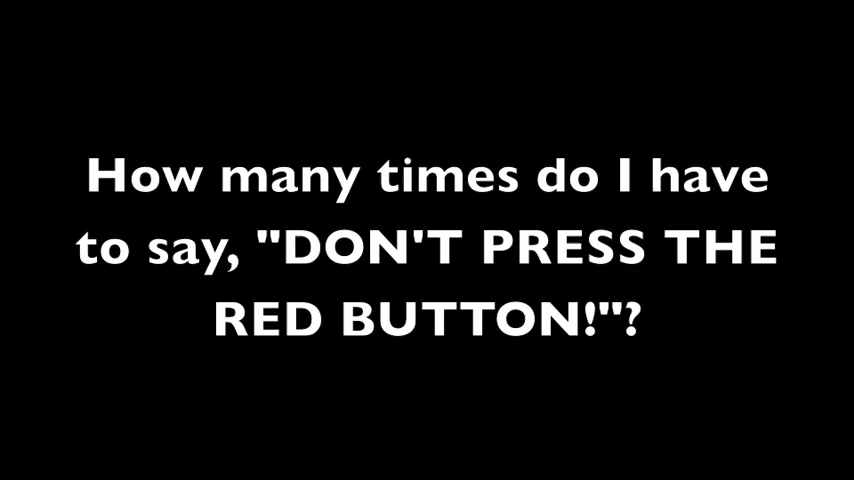 How many times do I have
to say, "DON'T PRESS THE
RED BUTTON!"?